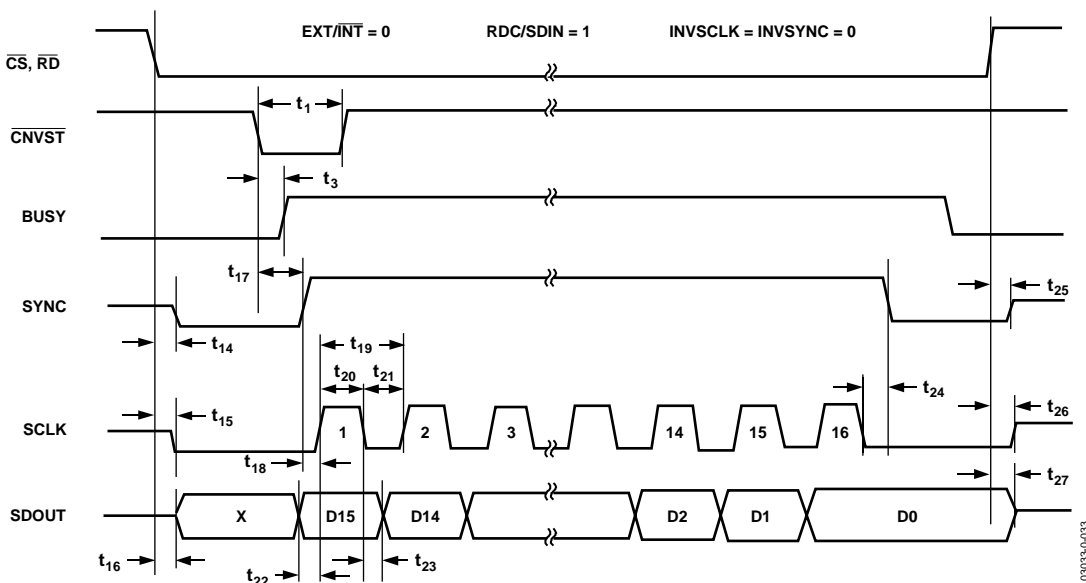 EXT/INT = 0 RDC/SDIN = 1 INVSCLK = INVSYNC = 0
CS, RD
t1
CNVST
t3
BUSY
t17
SYNC
t25
t14
t19
t20 t21
t24
t15
t26
SCLK
1 2 3 14 15 16
t18
t27
SDOUT
X D15 D14 D2 D1 D0
t16
t22
t23
03033-0-033